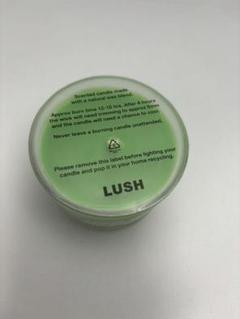 Scented candle made
with a natural wax blend.
Approx burn time 12-15 hrs. After 4 hours
the wick will need trimming to approx 5mm
and the candle will need a chance to cool.
Never leave a burning candle unattended.
Please remove this label before lighting your
candle and pop it in your home recycling.
LUSH